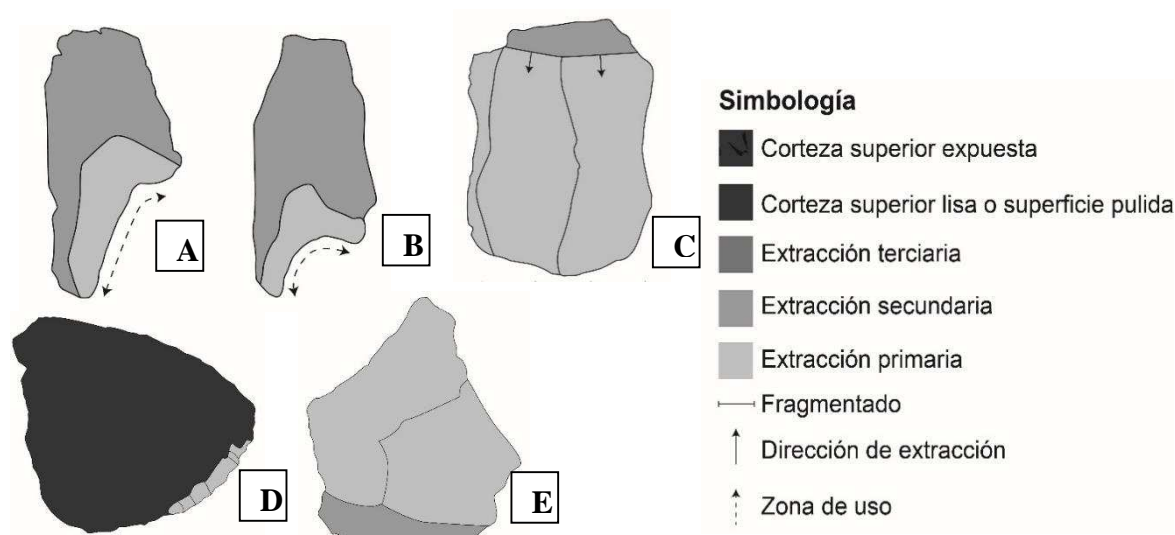 A
B
C
D
E
Simbología
Corteza superior expuesta
Corteza superior lisa o superficie pulida
Extracción terciaria
Extracción secundaria
Extracción primaria
Fragmentado
Dirección de extracción
Zona de uso